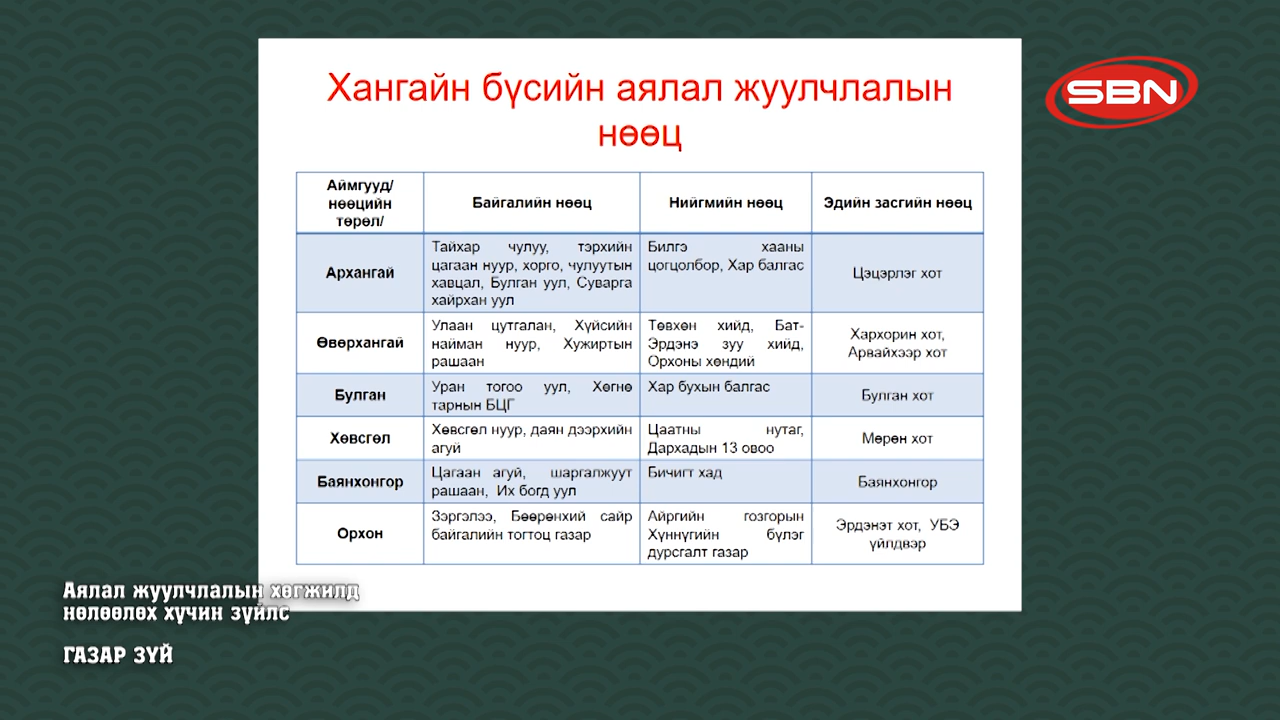 Хангайн бүсийн аялал жуулчлалын
нөөц
SBN
Аймгууд/
нөөцийн
төрөл/
Байгалийн нөөц
Нийгмийн нөөц
Эдийн засгийн нөөц
Архангай
Тайхар чулуу, тэрхийн
цагаан нуур, хорго, чулуутын
хавцал, Булган уул, Суварга
хайрхан уул
Билгэ хааны
цогцолбор, Хар балгас
Цэцэрлэг хот
Өвөрхангай
Улаан цутгалан, Хүйсийн
найман нуур, Хужиртын
рашаан
Төвхөн хийд, Бат-
Эрдэнэ зуу хийд,
Орхоны хөндий
Хархорин хот,
Арвайхээр хот
Булган
Уран тогоо уул, Хөгнө
тарнын БЦГ
Хар бухын балгас
Булган хот
Хөвсгөл
Хөвсгөл нуур, даян дээрхийн
агуй
Цаатны нутаг,
Дархадын 13 овоо
Мөрөн хот
Баянхонгор
Цагаан агуй, шаргалжуут
рашаан, Их богд уул
Бичигт хад
Баянхонгор
Орхон
Зэргэлээ, Бөөрөнхий сайр
байгалийн тогтоц газар
Айргийн гозгорын
Хүннүгийн бүлэг
дурсгалт газар
Эрдэнэт хот, УБЭ
үйлдвэр
Аялал жуулчлалын хөгжилд
нөлөөлөх хүчин зүйлс
ГАЗАР ЗҮЙ